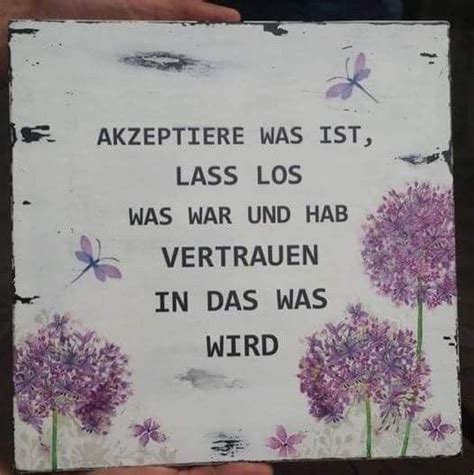 AKZEPTIERE WAS IST,
LASS LOS
WAS WAR UND HAB
VERTRAUEN
IN DAS WAS
WIRD